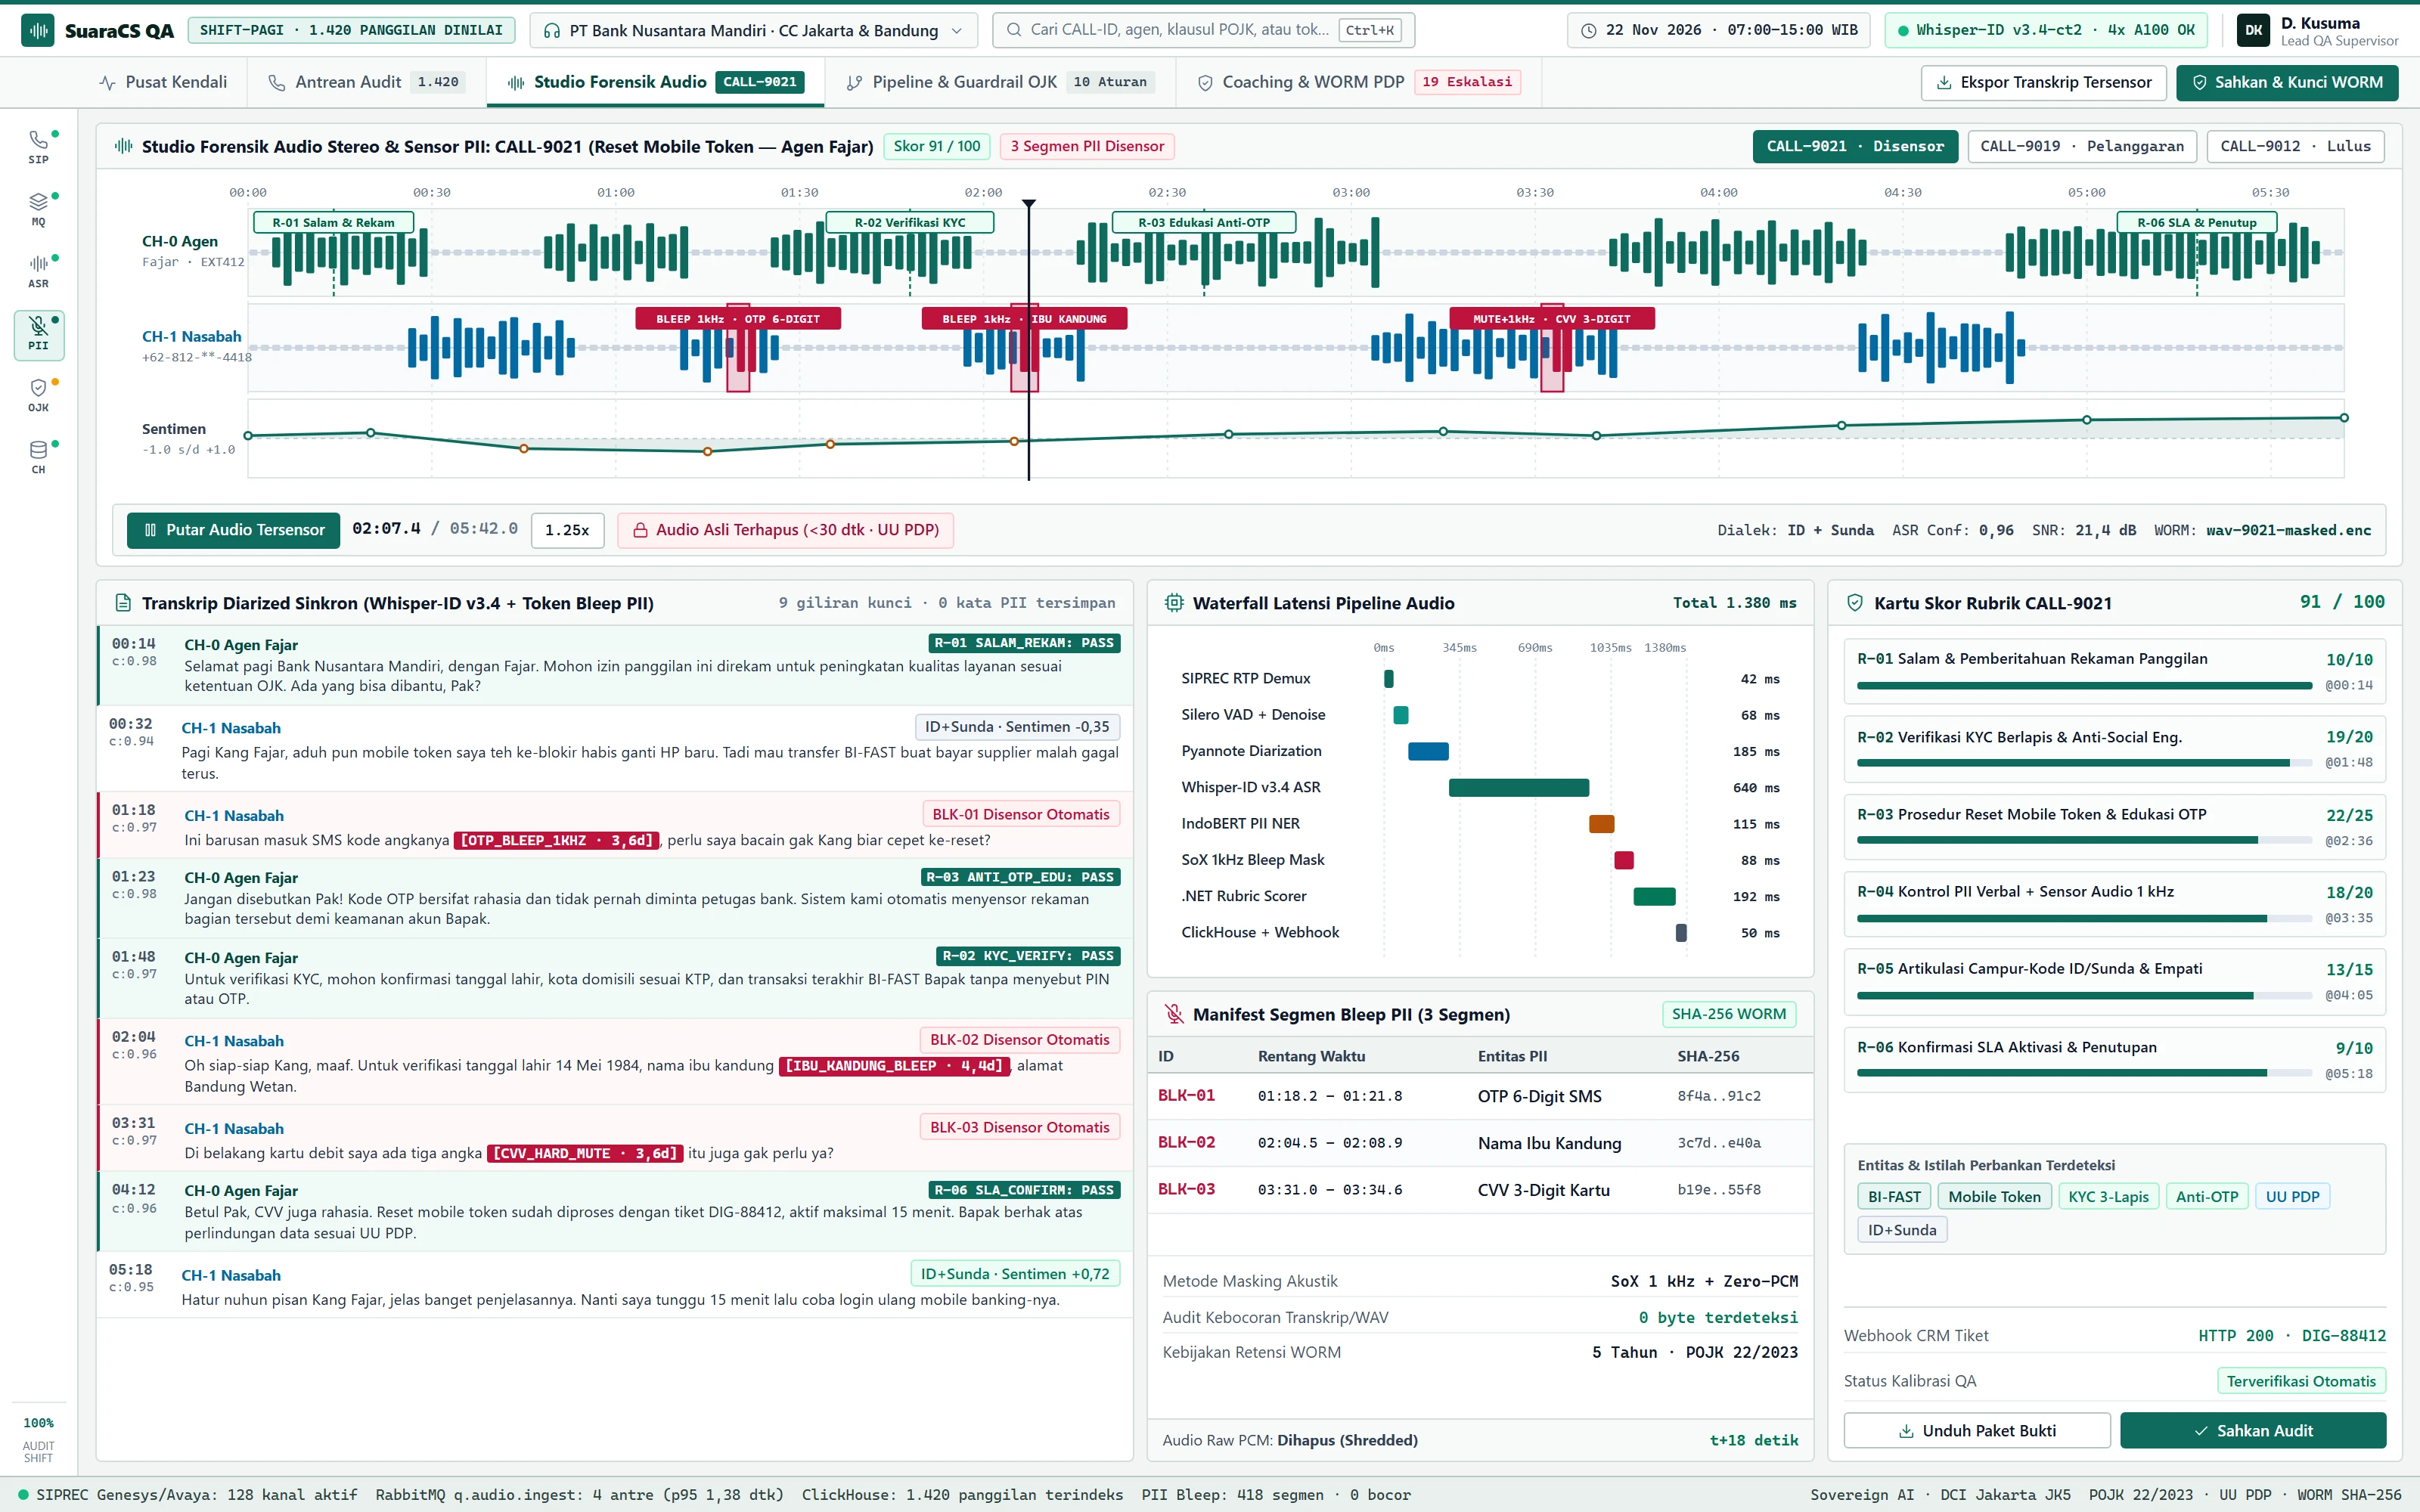 SuaraCS QA
SHIFT-PAGI · 1.420 PANGGILAN DINILAI
PT Bank Nusantara Mandiri · CC Jakarta & Bandung
Cari CALL-ID, agen, klausul POJK, atau tok... Ctrl+K
22 Nov 2026 · 07:00–15:00 WIB
Whisper-ID v3.4-ct2 · 4x A100 OK
DK
D. Kusuma
Lead QA Supervisor
Pusat Kendali
Antrean Audit 1.420
Studio Forensik Audio CALL-9021
Pipeline & Guardrail OJK 10 Aturan
Coaching & WORM PDP 19 Eskalasi
Ekspor Transkrip Tersensor
Sahkan & Kunci WORM
SIP
MQ
ASR
PII
OJK
CH
100%
AUDIT
SHIFT
Studio Forensik Audio Stereo & Sensor PII: CALL-9021 (Reset Mobile Token — Agen Fajar)
Skor 91 / 100
3 Segmen PII Disensor
CALL-9021 · Disensor
CALL-9019 · Pelanggaran
CALL-9012 · Lulus
00:00 00:30 01:00 01:30 02:00 02:30 03:00 03:30 04:00 04:30 05:00 05:30
R-01 Salam & Rekam
R-02 Verifikasi KYC
R-03 Edukasi Anti-OTP
R-06 SLA & Penutup
CH-0 Agen
Fajar · EXT412
BLEEP 1kHz · OTP 6-DIGIT
BLEEP 1kHz · IBU KANDUNG
MUTE+1kHz · CVV 3-DIGIT
CH-1 Nasabah
+62-812-**-4418
Sentimen
-1.0 s/d +1.0
Putar Audio Tersensor
02:07.4 / 05:42.0
1.25x
Audio Asli Terhapus (<30 dtk · UU PDP)
Dialek: ID + Sunda ASR Conf: 0,96 SNR: 21,4 dB WORM: wav-9021-masked.enc
Transkrip Diarized Sinkron (Whisper-ID v3.4 + Token Bleep PII)
9 giliran kunci · 0 kata PII tersimpan
00:14
c:0.98
CH-0 Agen Fajar
R-01 SALAM_REKAM: PASS
Selamat pagi Bank Nusantara Mandiri, dengan Fajar. Mohon izin panggilan ini direkam untuk peningkatan kualitas layanan sesuai
ketentuan OJK. Ada yang bisa dibantu, Pak?
00:32
c:0.94
CH-1 Nasabah
ID+Sunda · Sentimen -0,35
Pagi Kang Fajar, aduh pun mobile token saya teh ke-blokir habis ganti HP baru. Tadi mau transfer BI-FAST buat bayar supplier malah gagal
terus.
01:18
c:0.97
CH-1 Nasabah
BLK-01 Disensor Otomatis
Ini barusan masuk SMS kode angkanya [OTP_BLEEP_1KHZ · 3,6d], perlu saya bacain gak Kang biar cepet ke-reset?
01:23
c:0.98
CH-0 Agen Fajar
R-03 ANTI_OTP_EDU: PASS
Jangan disebutkan Pak! Kode OTP bersifat rahasia dan tidak pernah diminta petugas bank. Sistem kami otomatis menyensor rekaman
bagian tersebut demi keamanan akun Bapak.
01:48
c:0.97
CH-0 Agen Fajar
R-02 KYC_VERIFY: PASS
Untuk verifikasi KYC, mohon konfirmasi tanggal lahir, kota domisili sesuai KTP, dan transaksi terakhir BI-FAST Bapak tanpa menyebut PIN
atau OTP.
02:04
c:0.96
CH-1 Nasabah
BLK-02 Disensor Otomatis
Oh siap-siap Kang, maaf. Untuk verifikasi tanggal lahir 14 Mei 1984, nama ibu kandung [IBU_KANDUNG_BLEEP · 4,4d], alamat
Bandung Wetan.
03:31
c:0.97
CH-1 Nasabah
BLK-03 Disensor Otomatis
Di belakang kartu debit saya ada tiga angka [CVV_HARD_MUTE · 3,6d] itu juga gak perlu ya?
04:12
c:0.96
CH-0 Agen Fajar
R-06 SLA_CONFIRM: PASS
Betul Pak, CVV juga rahasia. Reset mobile token sudah diproses dengan tiket DIG-88412, aktif maksimal 15 menit. Bapak berhak atas
perlindungan data sesuai UU PDP.
05:18
c:0.95
CH-1 Nasabah
ID+Sunda · Sentimen +0,72
Hatur nuhun pisan Kang Fajar, jelas banget penjelasannya. Nanti saya tunggu 15 menit lalu coba login ulang mobile banking-nya.
Waterfall Latensi Pipeline Audio
Total 1.380 ms
0ms 345ms 690ms 1035ms 1380ms
SIPREC RTP Demux 42 ms
Silero VAD + Denoise 68 ms
Pyannote Diarization 185 ms
Whisper-ID v3.4 ASR 640 ms
IndoBERT PII NER 115 ms
SoX 1kHz Bleep Mask 88 ms
.NET Rubric Scorer 192 ms
ClickHouse + Webhook 50 ms
Manifest Segmen Bleep PII (3 Segmen)
SHA-256 WORM
ID Rentang Waktu Entitas PII SHA-256
BLK-01 01:18.2 – 01:21.8 OTP 6-Digit SMS 8f4a..91c2
BLK-02 02:04.5 – 02:08.9 Nama Ibu Kandung 3c7d..e40a
BLK-03 03:31.0 – 03:34.6 CVV 3-Digit Kartu b19e..55f8
Metode Masking Akustik SoX 1 kHz + Zero-PCM
Audit Kebocoran Transkrip/WAV 0 byte terdeteksi
Kebijakan Retensi WORM 5 Tahun · POJK 22/2023
Audio Raw PCM: Dihapus (Shredded) t+18 detik
Kartu Skor Rubrik CALL-9021
91 / 100
R-01 Salam & Pemberitahuan Rekaman Panggilan 10/10
@00:14
R-02 Verifikasi KYC Berlapis & Anti-Social Eng. 19/20
@01:48
R-03 Prosedur Reset Mobile Token & Edukasi OTP 22/25
@02:36
R-04 Kontrol PII Verbal + Sensor Audio 1 kHz 18/20
@03:35
R-05 Artikulasi Campur-Kode ID/Sunda & Empati 13/15
@04:05
R-06 Konfirmasi SLA Aktivasi & Penutupan 9/10
@05:18
Entitas & Istilah Perbankan Terdeteksi
BI-FAST Mobile Token KYC 3-Lapis Anti-OTP UU PDP
ID+Sunda
Webhook CRM Tiket HTTP 200 · DIG-88412
Status Kalibrasi QA Terverifikasi Otomatis
Unduh Paket Bukti
Sahkan Audit
SIPREC Genesys/Avaya: 128 kanal aktif RabbitMQ q.audio.ingest: 4 antre (p95 1,38 dtk) ClickHouse: 1.420 panggilan terindeks PII Bleep: 418 segmen · 0 bocor
Sovereign AI · DCI Jakarta JK5 POJK 22/2023 · UU PDP · WORM SHA-256